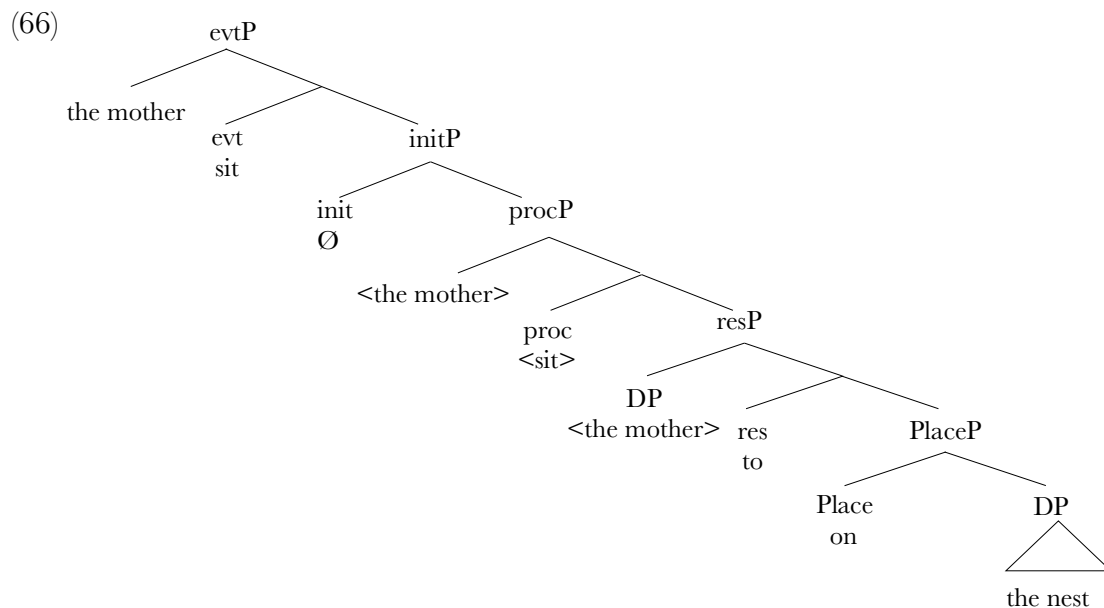 (66)
evtP
the mother
evt
sit
initP
init
Ø
procP
<the mother>
proc
<sit>
resP
DP
<the mother>
res
to
PlaceP
Place
on
DP
the nest